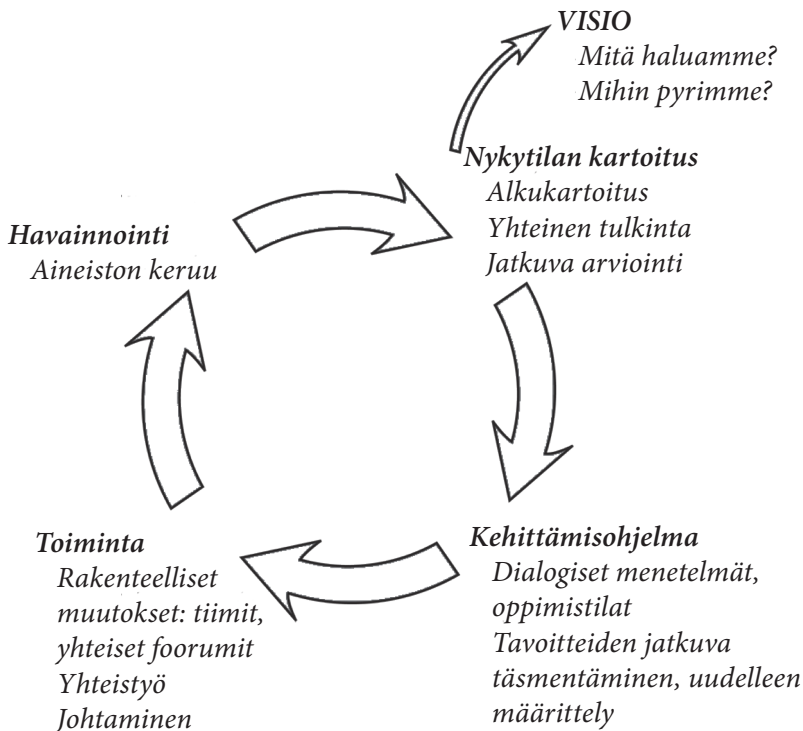 VISIO
Mitä haluamme?
Mihin pyrimme?
Nykytilan kartoitus
Alkukartoitus
Yhteinen tulkinta
Jatkuva arviointi
Havainnointi
Aineiston keruu
Kehittämisohjelma
Dialogiset menetelmät,
oppimistilat
Tavoitteiden jatkuva
täsmentäminen, uudelleen
määrittely
Toiminta
Rakenteelliset
muutokset: tiimit,
yhteiset foorumit
Yhteistyö
Johtaminen